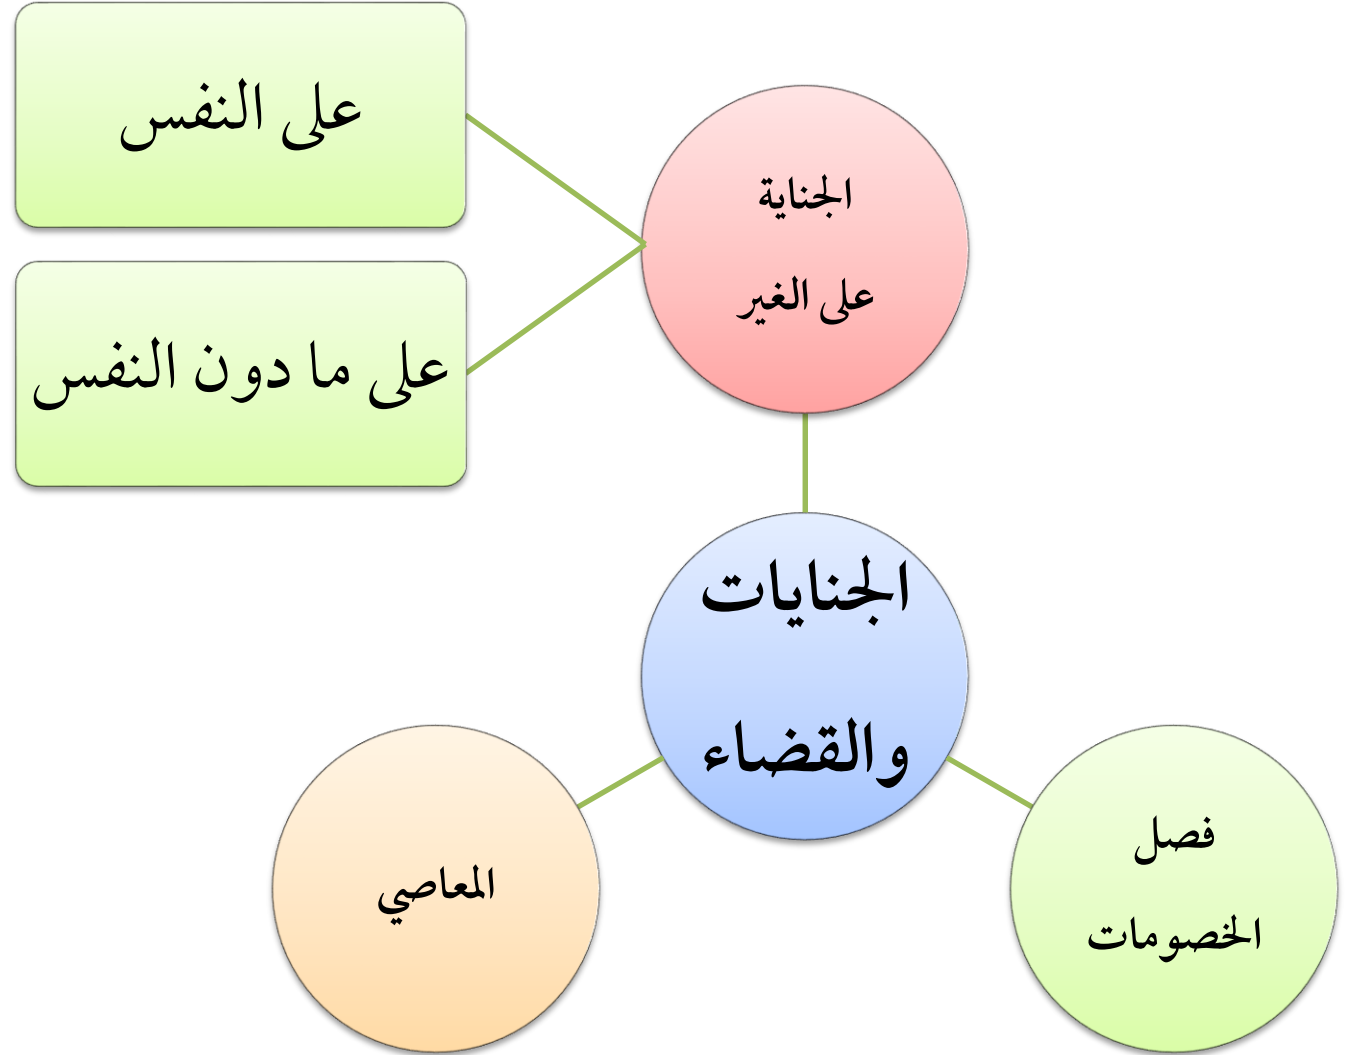 على النفس
الجناية
على الغير
على ما دون النفس
الجنايات
والقضاء
فصل
الخصومات
المعاصي